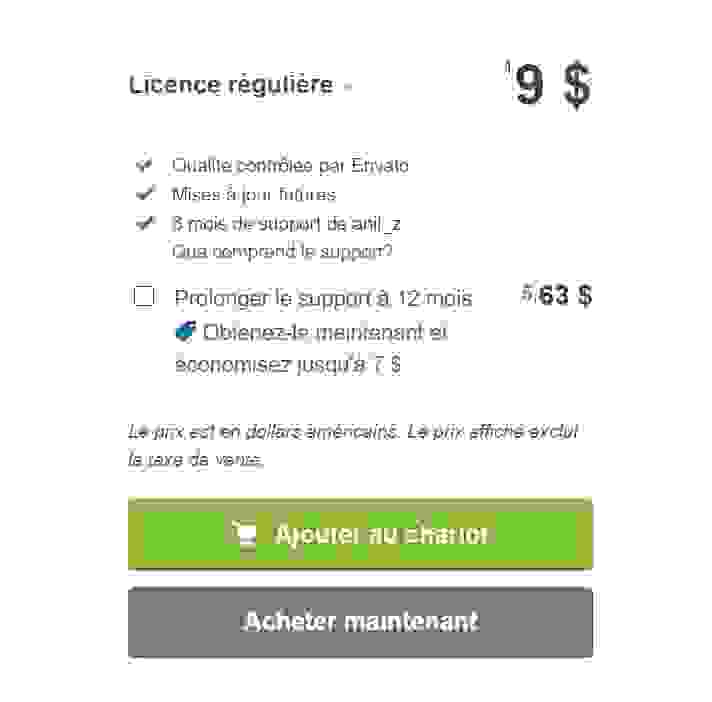 Licence régulière
9 $
Qualité contrôlée par Envato
Mises à jour futures
6 mois de support de anil_z
Que comprend le support?
Prolonger le support à 12 mois
63 $
Obtenez-le maintenant et
économisez jusqu'à 7 $
Le prix est en dollars américains. Le prix affiché exclut
la taxe de vente.
Ajouter au chariot
Acheter maintenant